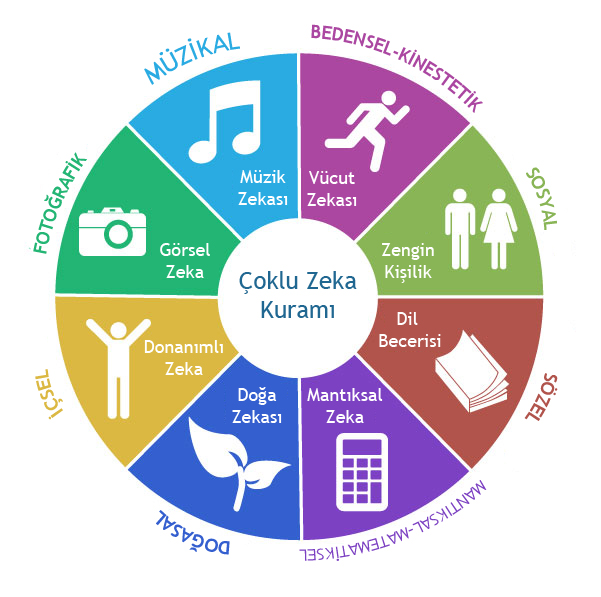 MÜZİKAL
BEDENSEL-KİNESTETİK
SOSYAL
SÖZEL
MANTIKSAL-MATEMATİKSEL
DOĞASAL
İÇSEL
FOTOĞRAFİK
Müzik
Zekası
Vücut
Zekası
Zengin
Kişilik
Dil
Becerisi
Mantıksal
Zeka
Doğa
Zekası
Donanımlı
Zeka
Görsel
Zeka
Çoklu Zeka
Kuramı